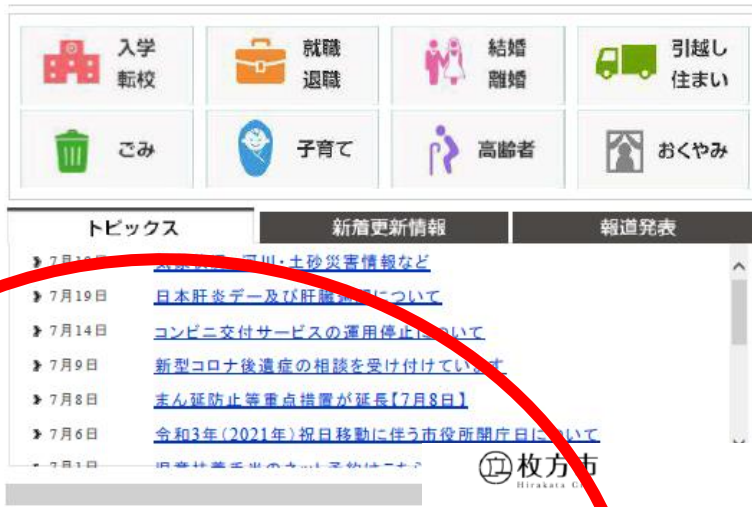 入学
転校
就職
退職
結婚
離婚
引越し
住まい
ごみ
子育て
高齢者
おくやみ
トピックス
新着更新情報
報道発表
・土砂災害情報など
7月19日
日本肝炎デー及び肝臓週間について
7月14日
コンビニ交付サービスの運用停止について
7月9日
新型コロナ後遺症の相談を受け付けています
7月8日
まん延防止等重点措置が延長【7月8日】
7月6日
令和3年(2021年)祝日移動に伴う市役所開庁日について
枚方市
Hirakata